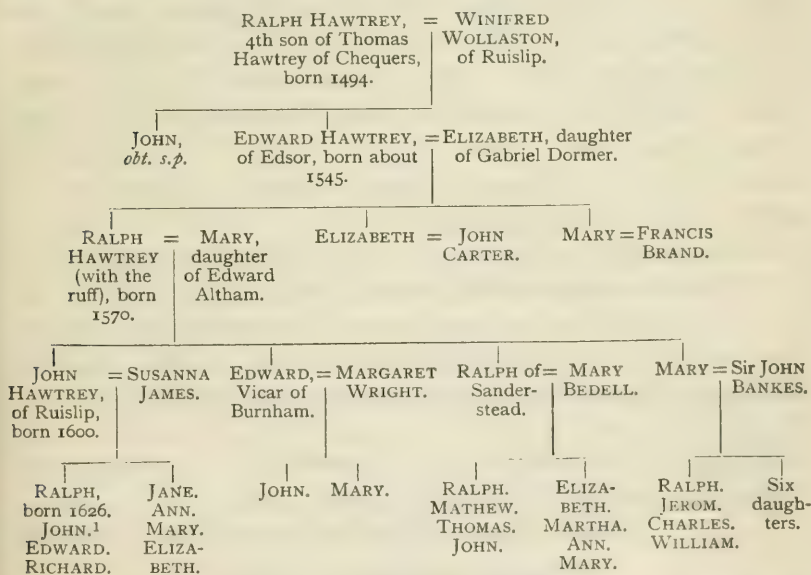 RALPH HAWTREY, = WINIFRED
4th son of Thomas WOLLASTON,
Hawtrey of Chequers, of Ruislip.
born 1494.
JOHN, EDWARD HAWTREY, = ELIZABETH, daughter
obt. s.p. of Edsor, born about of Gabriel Dormer.
1545.
RALPH = MARY, ELIZABETH = JOHN MARY = FRANCIS
HAWTREY daughter CARTER. BRAND.
(with the of Edward
ruff), born Altham.
1570.
JOHN = SUSANNA EDWARD, = MARGARET RALPH of = MARY MARY = Sir JOHN
HAWTREY, JAMES. Vicar of WRIGHT. Sander- BEDELL. BANKES.
of Ruislip, Burnham. stead.
born 1600.
RALPH, JANE. JOHN. MARY. RALPH. ELIZA- RALPH. Six
born 1626. ANN. MATHEW. BETH. JEROM. daugh-
JOHN.¹ MARY. THOMAS. MARTHA. CHARLES. ters.
EDWARD. ELIZA- JOHN. ANN. WILLIAM.
RICHARD. BETH. MARY.